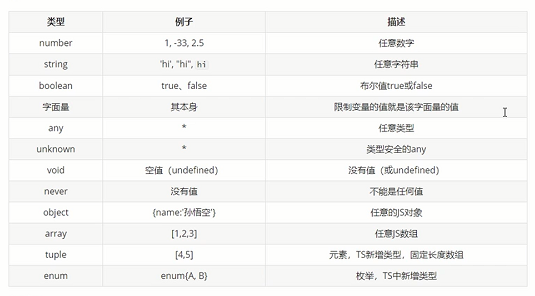 类型 例子 描述
number 1, -33, 2.5 任意数字
string 'hi', "hi", hi 任意字符串
boolean true、false 布尔值true或false
字面量 其本身 限制变量的值就是该字面量的值
any * 任意类型
unknown * 类型安全的any
void 空值（undefined） 没有值（或undefined）
never 没有值 不能是任何值
object {name:'孙悟空'} 任意的JS对象
array [1,2,3] 任意JS数组
tuple [4,5] 元素，TS新增类型，固定长度数组
enum enum{A, B} 枚举，TS中新增类型